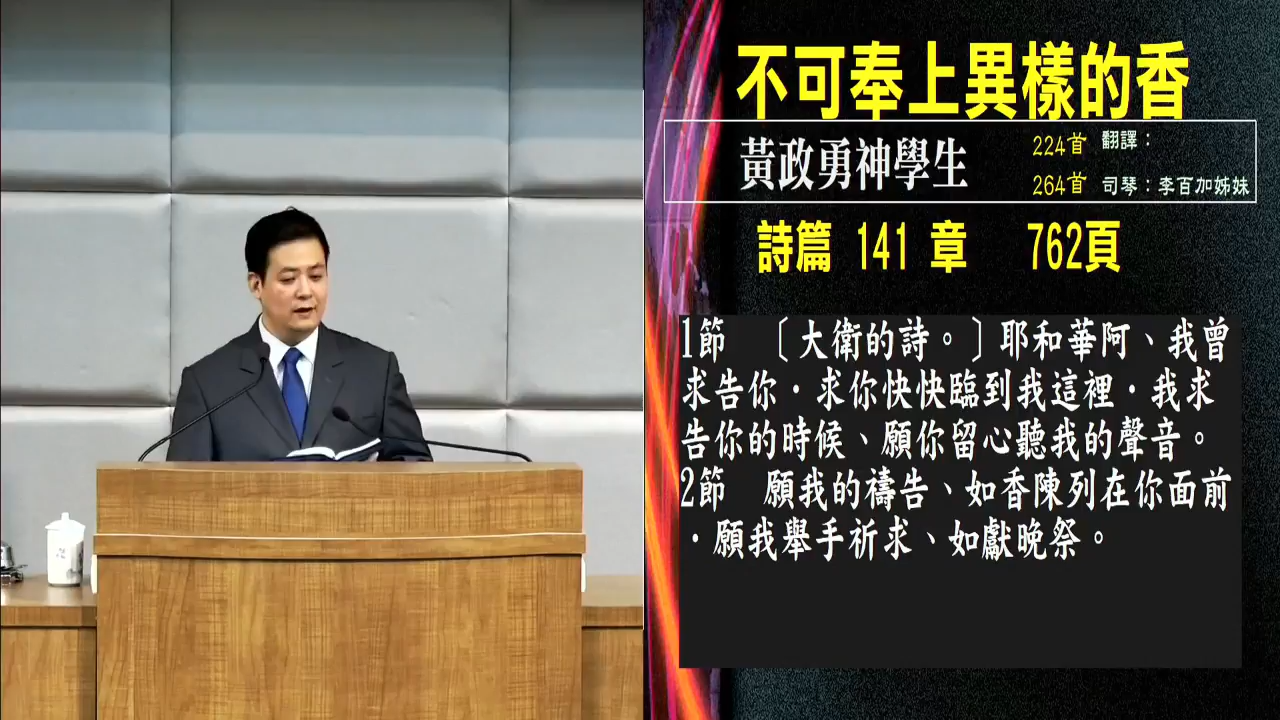 不可奉上異樣的香
黃政勇神學生
224首 翻譯：
264首 司琴：李百加姊妹
詩篇 141 章 762頁
1節 〔大衛的詩。〕耶和華阿、我曾
求告你．求你快快臨到我這裡．我求
告你的時候、願你留心聽我的聲音。
2節 願我的禱告、如香陳列在你面前
．願我舉手祈求、如獻晚祭。